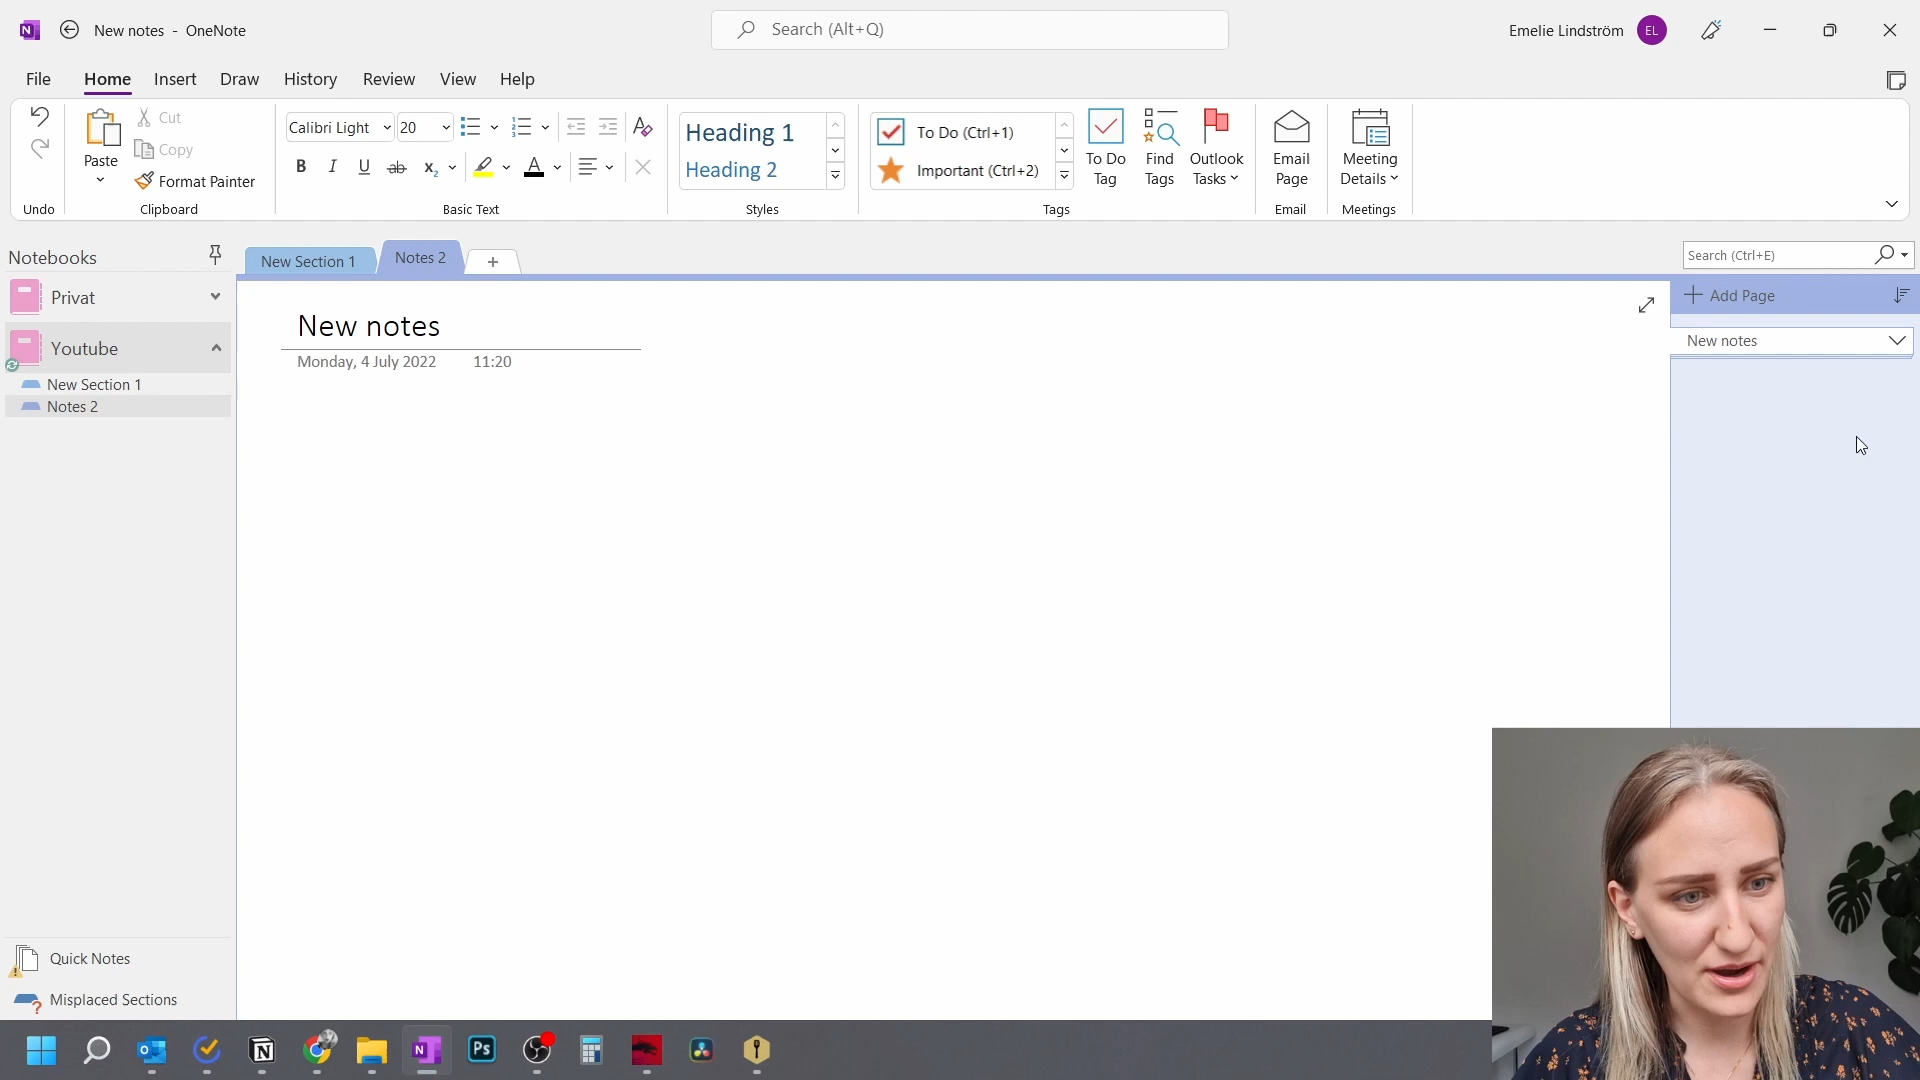 New notes - OneNote
Search (Alt+Q)
Emelie Lindström
EL
File
Home
Insert
Draw
History
Review
View
Help
Paste
Cut
Copy
Format Painter
Calibri Light
20
B I U ab x₂ A
Heading 1
Heading 2
To Do (Ctrl+1)
Important (Ctrl+2)
To Do
Tag
Find
Tags
Outlook
Tasks
Email
Page
Meeting
Details
Undo
Clipboard
Basic Text
Styles
Tags
Email
Meetings
Notebooks
Privat
Youtube
New Section 1
Notes 2
New Section 1
Notes 2
+
Search (Ctrl+E)
New notes
Monday, 4 July 2022
11:20
Add Page
New notes
Quick Notes
Misplaced Sections
N
Ps